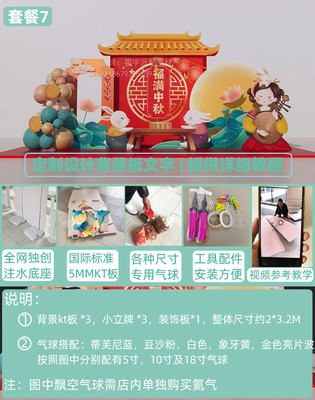 套餐7
福满中秋
定制设计背景板文字！提供详细教程
全网独创
注水底座
国际标准
5MMKT板
各种尺寸
专用气球
工具配件
安装方便
视频参考教学
说明：
① 背景kt板 *3，小立牌 *3，装饰板*1，整体尺寸约2*3.2M
② 气球搭配：蒂芙尼蓝，豆沙粉，白色，象牙黄，金色亮片波
按照图中分别配有5寸，10寸及18寸气球
注：图中飘空气球需店内单独购买氦气